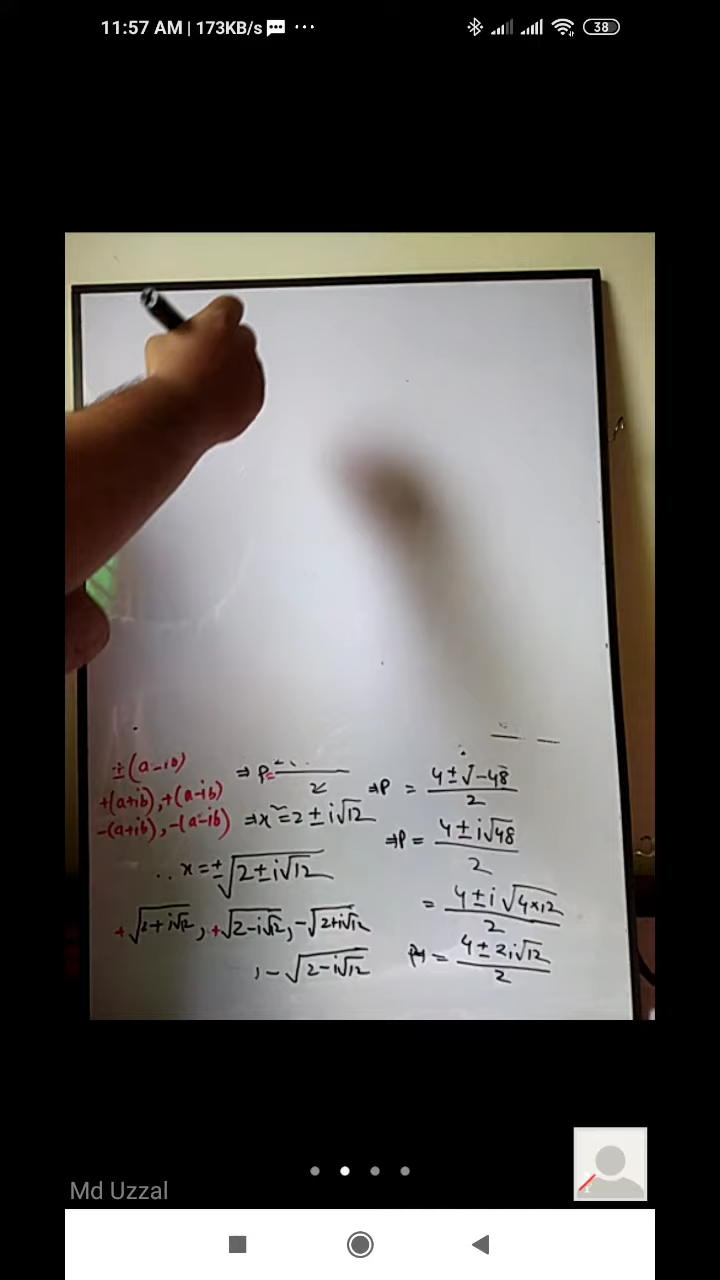 11:57 AM | 173KB/s ...
38
±(a-ib)
+(a+ib), +(a-ib)
-(a+ib), -(a-ib)
⇒ P= 2
⇒ x² = 2 ± i√12
∴ x = ±√(2 ± i√12)
+√(2+i√12), +√(2-i√12), -√(2+i√12)
, -√(2-i√12)
⇒ P = (4 ± √-48)/2
⇒ P = (4 ± i√48)/2
= (4 ± i√(4×12))/2
= (4 ± 2i√12)/2
Md Uzzal